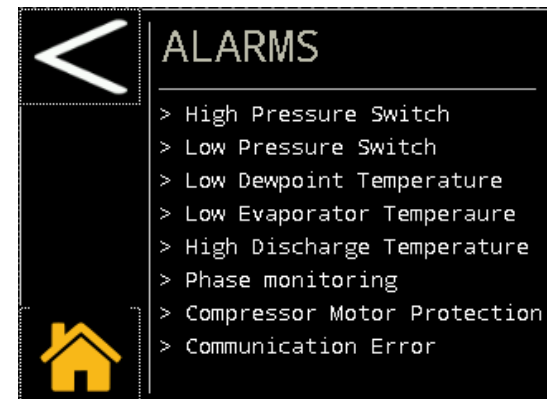 ALARMS
> High Pressure Switch
> Low Pressure Switch
> Low Dewpoint Temperature
> Low Evaporator Temperaure
> High Discharge Temperature
> Phase monitoring
> Compressor Motor Protection
> Communication Error